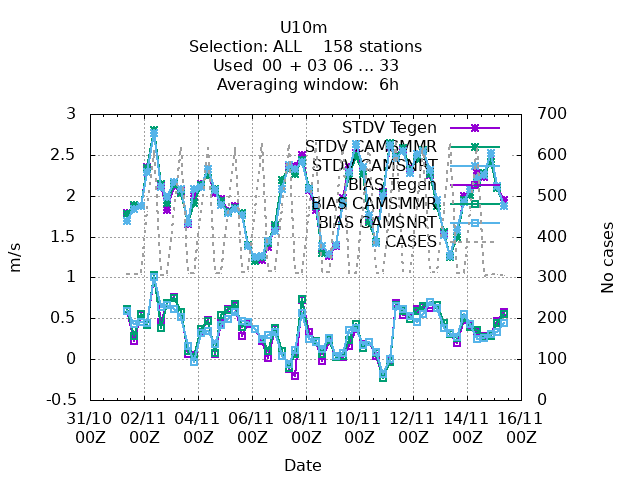 U10m
Selection: ALL 158 stations
Used 00 + 03 06 ... 33
Averaging window: 6h
3 700
STDV Tegen
STDV CAMSMMR
2.5 600
STDV CAMSNRT
BIAS Tegen
2 500
BIAS CAMSMMR
BIAS CAMSNRT
1.5 400
CASES
m/s
No cases
1 300
0.5 200
0 100
-0.5 0
31/10 02/11 04/11 06/11 08/11 10/11 12/11 14/11 16/11
00Z 00Z 00Z 00Z 00Z 00Z 00Z 00Z 00Z
Date